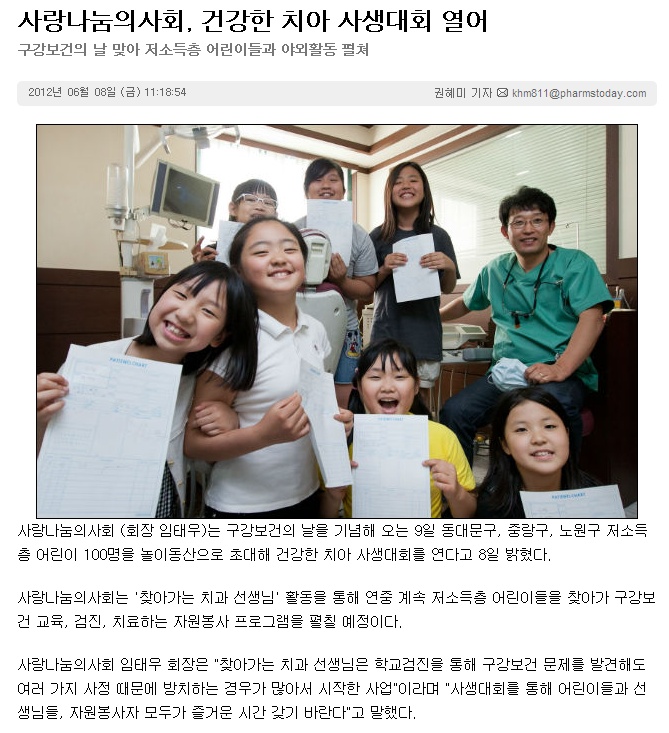 사랑나눔의사회, 건강한 치아 사생대회 열어
구강보건의 날 맞아 저소득층 어린이들과 야외활동 펼쳐
2012년 06월 08일 (금) 11:18:54
권혜미 기자 khm811@pharmstoday.com
사랑나눔의사회 (회장 임태우)는 구강보건의 날을 기념해 오는 9일 동대문구, 중랑구, 노원구 저소득
층 어린이 100명을 놀이동산으로 초대해 건강한 치아 사생대회를 연다고 8일 밝혔다.
사랑나눔의사회는 '찾아가는 치과 선생님' 활동을 통해 연중 계속 저소득층 어린이들을 찾아가 구강보
건 교육, 검진, 치료하는 자원봉사 프로그램을 펼칠 예정이다.
사랑나눔의사회 임태우 회장은 "찾아가는 치과 선생님은 학교검진을 통해 구강보건 문제를 발견해도
여러 가지 사정 때문에 방치하는 경우가 많아서 시작한 사업"이라며 "사생대회를 통해 어린이들과 선
생님들, 자원봉사자 모두가 즐거운 시간 갖기 바란다"고 말했다.